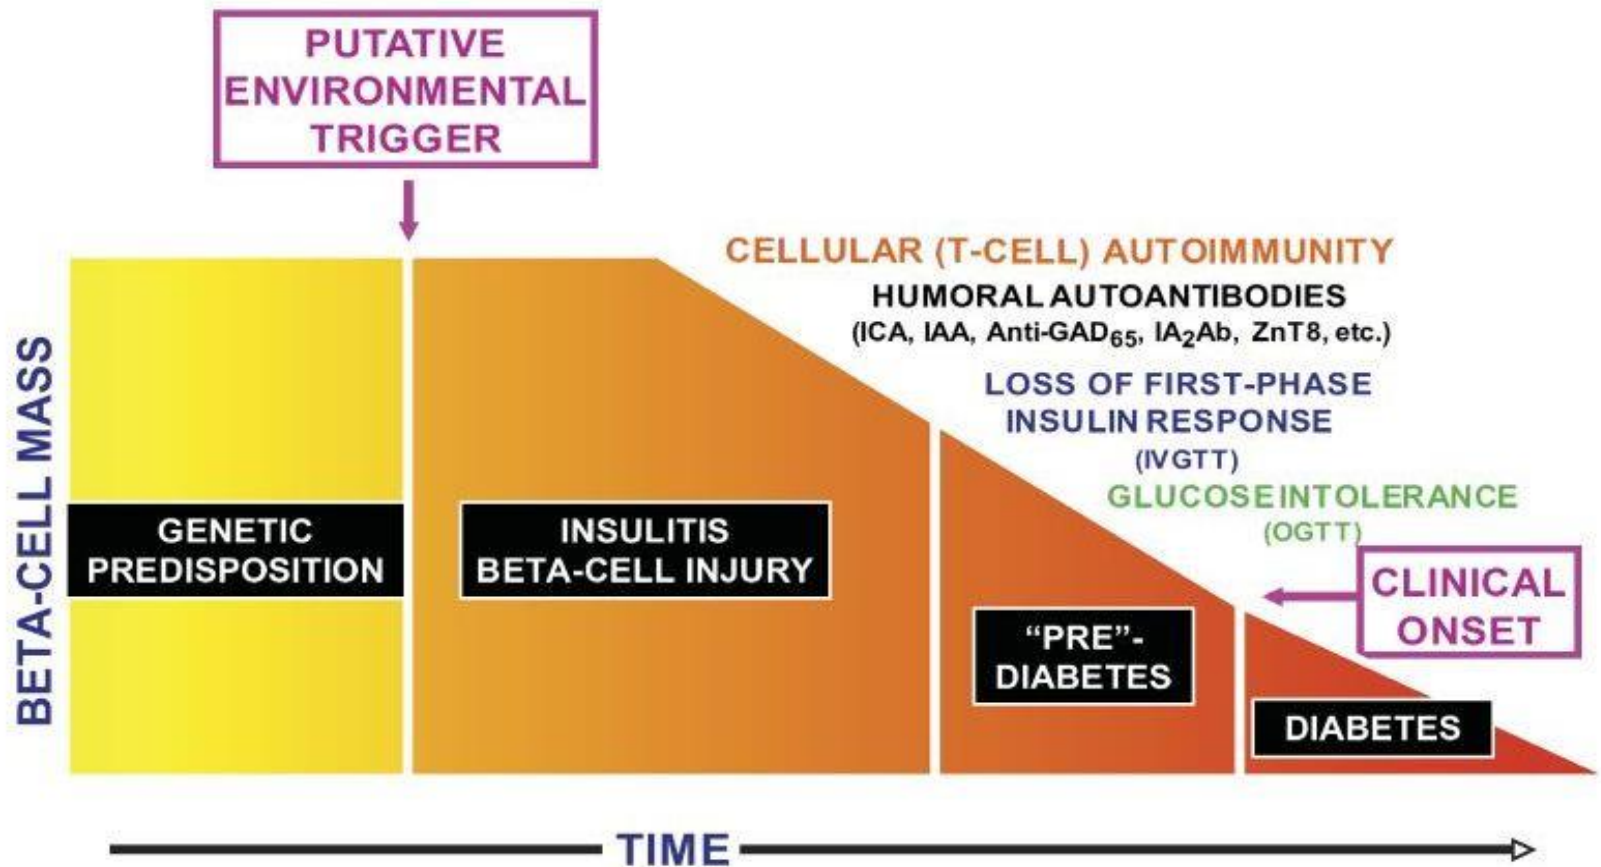 PUTATIVE
ENVIRONMENTAL
TRIGGER
CELLULAR (T-CELL) AUTOIMMUNITY
HUMORAL AUTOANTIBODIES
(ICA, IAA, Anti-GAD65, IA2Ab, ZnT8, etc.)
LOSS OF FIRST-PHASE
INSULIN RESPONSE
(IVGTT)
GLUCOSE INTOLERANCE
(OGTT)
CLINICAL
ONSET
BETA-CELL MASS
GENETIC
PREDISPOSITION
INSULITIS
BETA-CELL INJURY
“PRE”-
DIABETES
DIABETES
TIME